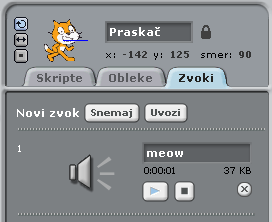 Praskač
x: -142 y: 125 smer: 90
Skripte Obleke Zvoki
Novi zvok Snemaj Uvozi
1
meow
0:00:01 37 KB